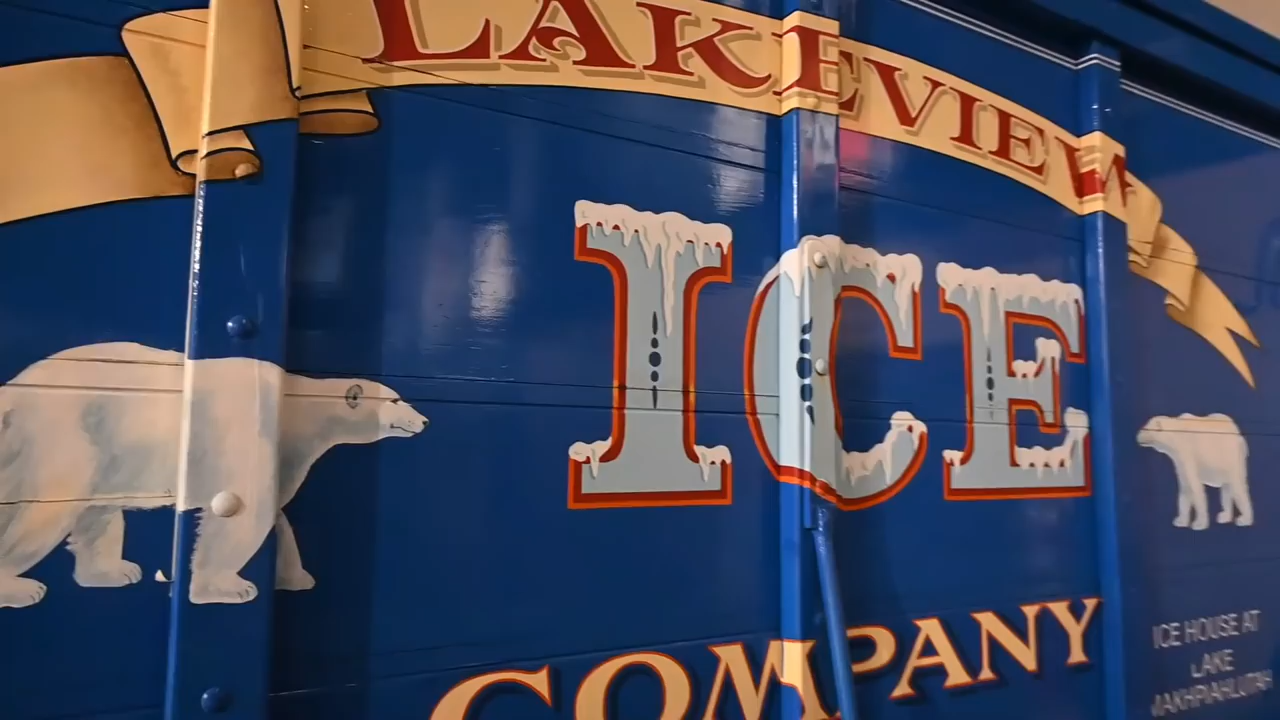 LAKEVIEW
ICE
COMPANY
ICE HOUSE AT
LAKE